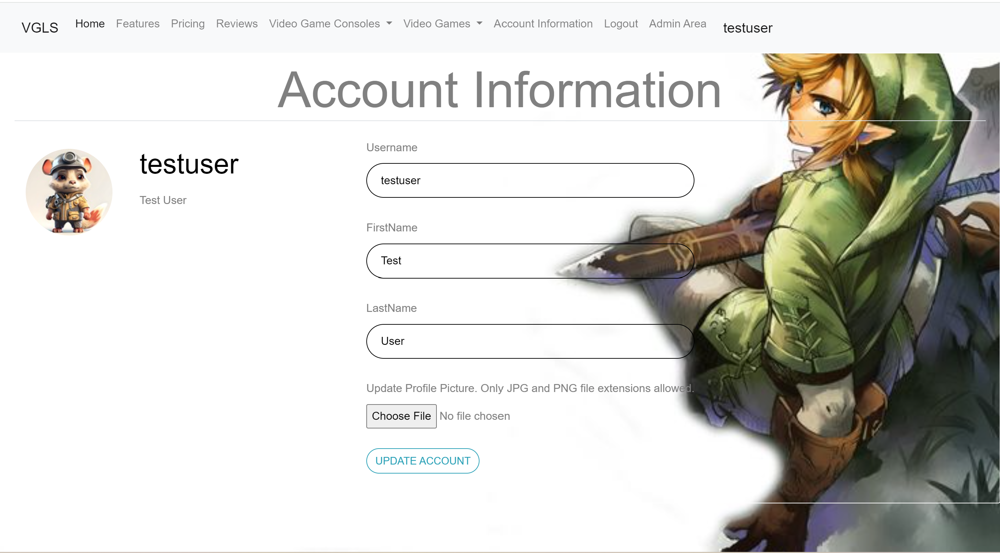 VGLS Home Features Pricing Reviews Video Game Consoles Video Games Account Information Logout Admin Area testuser
Account Information
testuser
Test User
Username
testuser
FirstName
Test
LastName
User
Update Profile Picture. Only JPG and PNG file extensions allowed.
Choose File No file chosen
UPDATE ACCOUNT